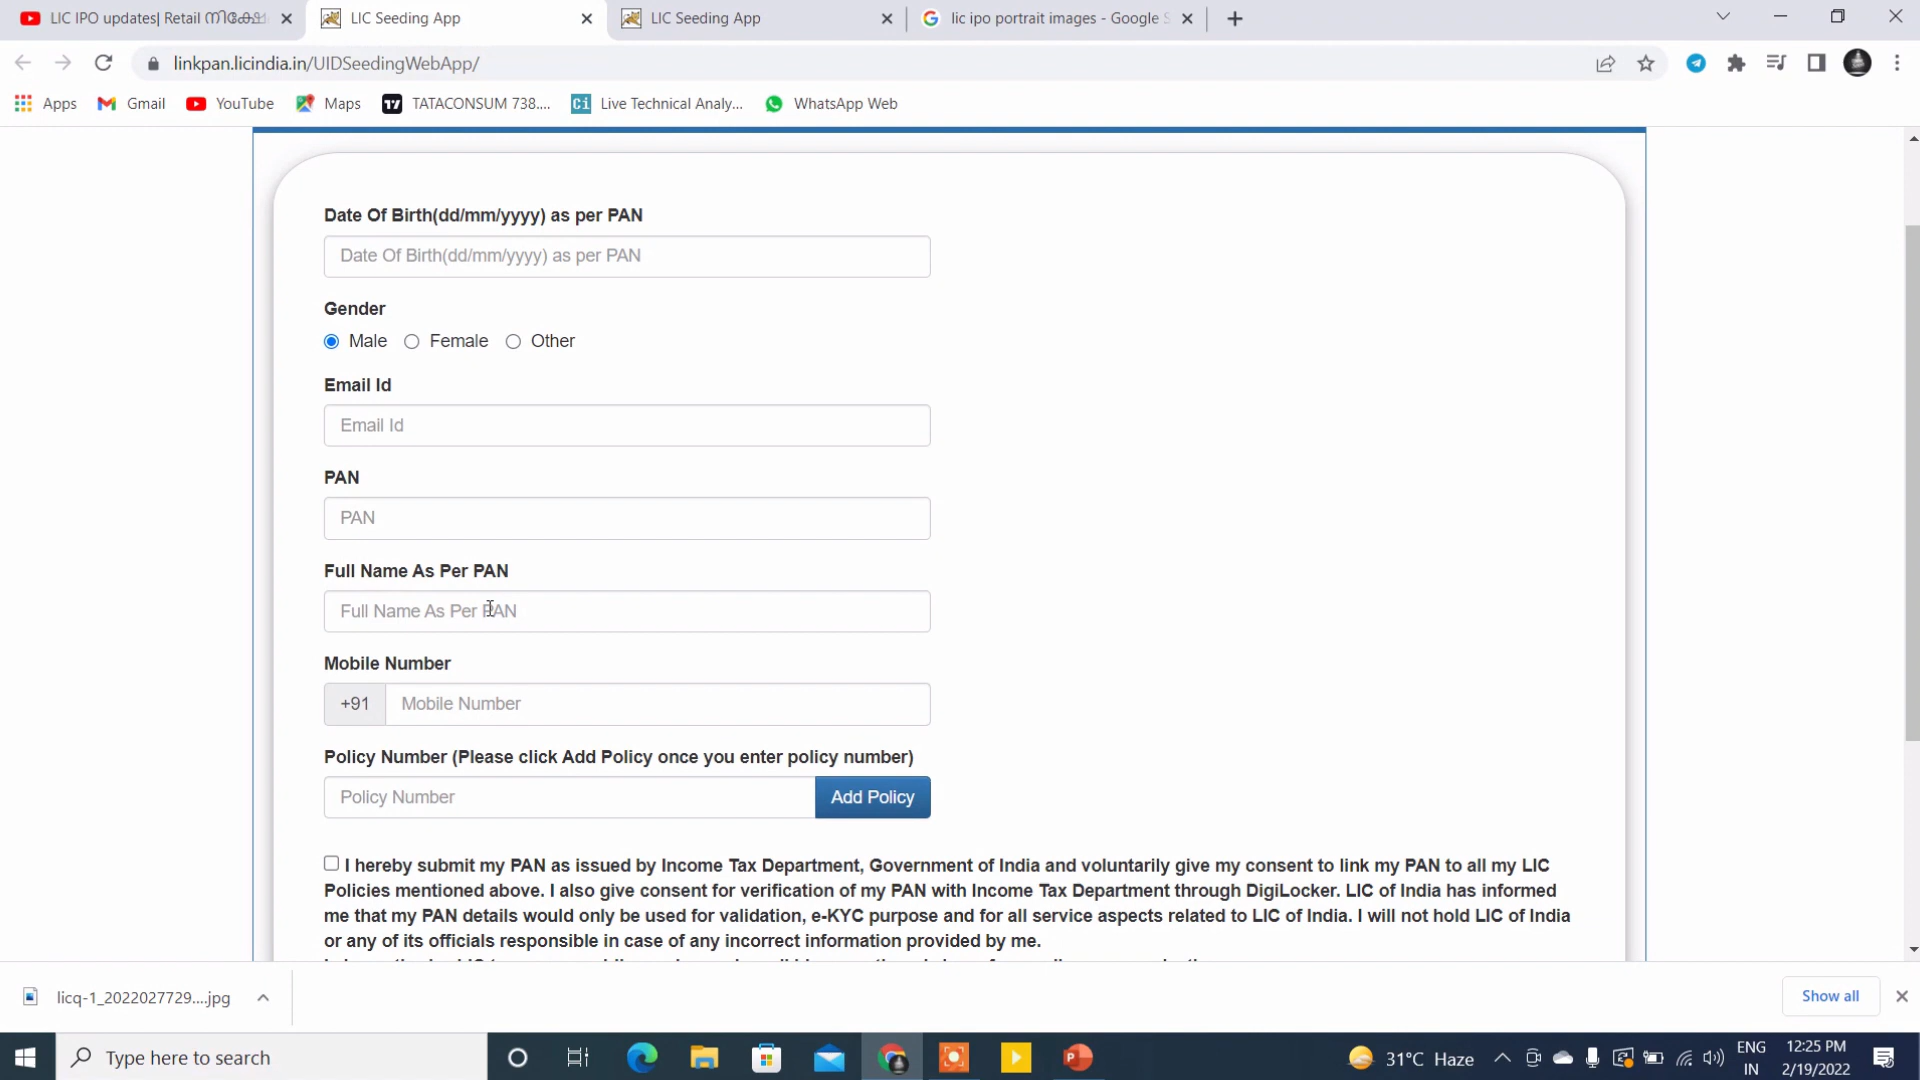 LIC IPO updates| Retail
LIC Seeding App
LIC Seeding App
lic ipo portrait images - Google S
linkpan.licindia.in/UIDSeedingWebApp/
Apps
Gmail
YouTube
Maps
TATACONSUM 738....
Live Technical Analy...
WhatsApp Web
Date Of Birth(dd/mm/yyyy) as per PAN
Date Of Birth(dd/mm/yyyy) as per PAN
Gender
Male
Female
Other
Email Id
Email Id
PAN
PAN
Full Name As Per PAN
Full Name As Per PAN
Mobile Number
+91
Mobile Number
Policy Number (Please click Add Policy once you enter policy number)
Policy Number
Add Policy
I hereby submit my PAN as issued by Income Tax Department, Government of India and voluntarily give my consent to link my PAN to all my LIC
Policies mentioned above. I also give consent for verification of my PAN with Income Tax Department through DigiLocker. LIC of India has informed
me that my PAN details would only be used for validation, e-KYC purpose and for all service aspects related to LIC of India. I will not hold LIC of India
or any of its officials responsible in case of any incorrect information provided by me.
licq-1_2022027729....jpg
Show all
Type here to search
31°C Haze
ENG
IN
12:25 PM
2/19/2022